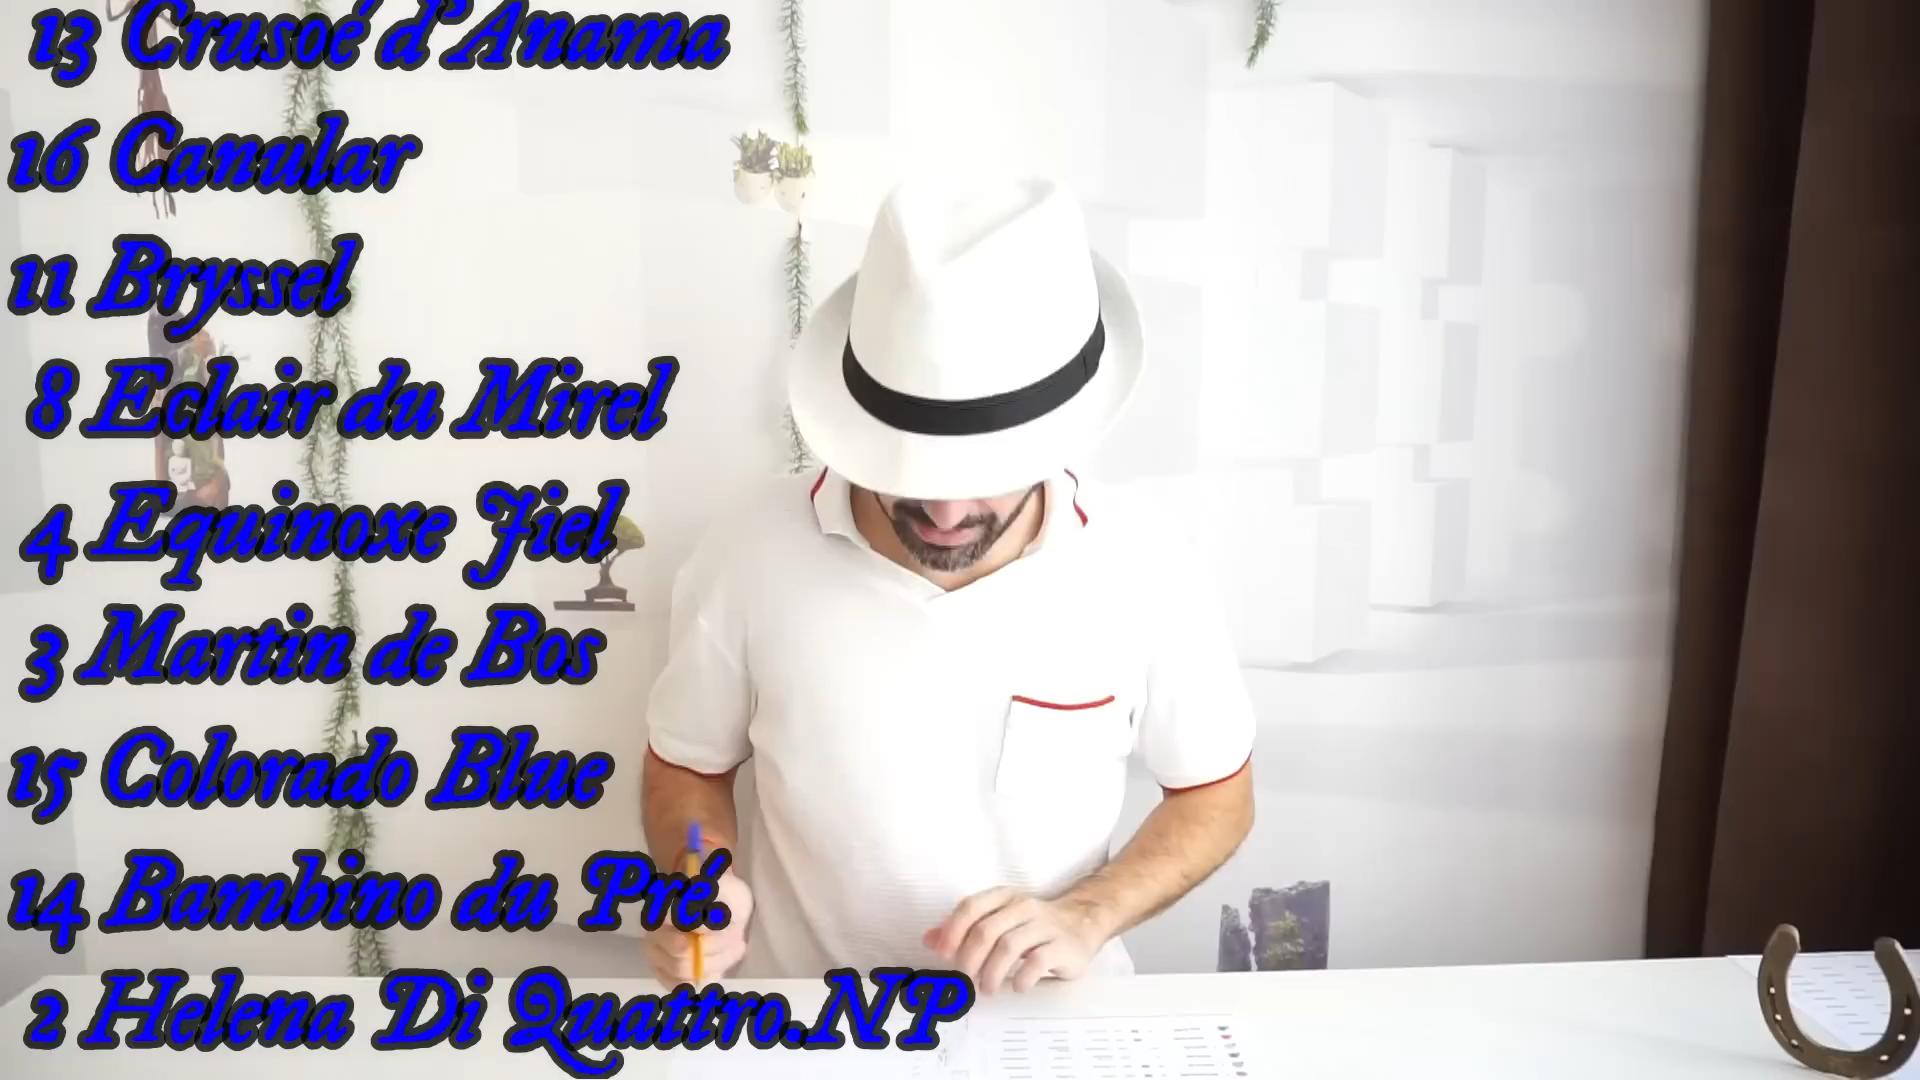 13 Crusoé d'Anama
16 Canular
11 Bryssel
8 Eclair du Mirel
4 Equinoxe Jiel
3 Martin de Bos
15 Colorado Blue
14 Bambino du Pré.
2 Helena Di Quattro.NP